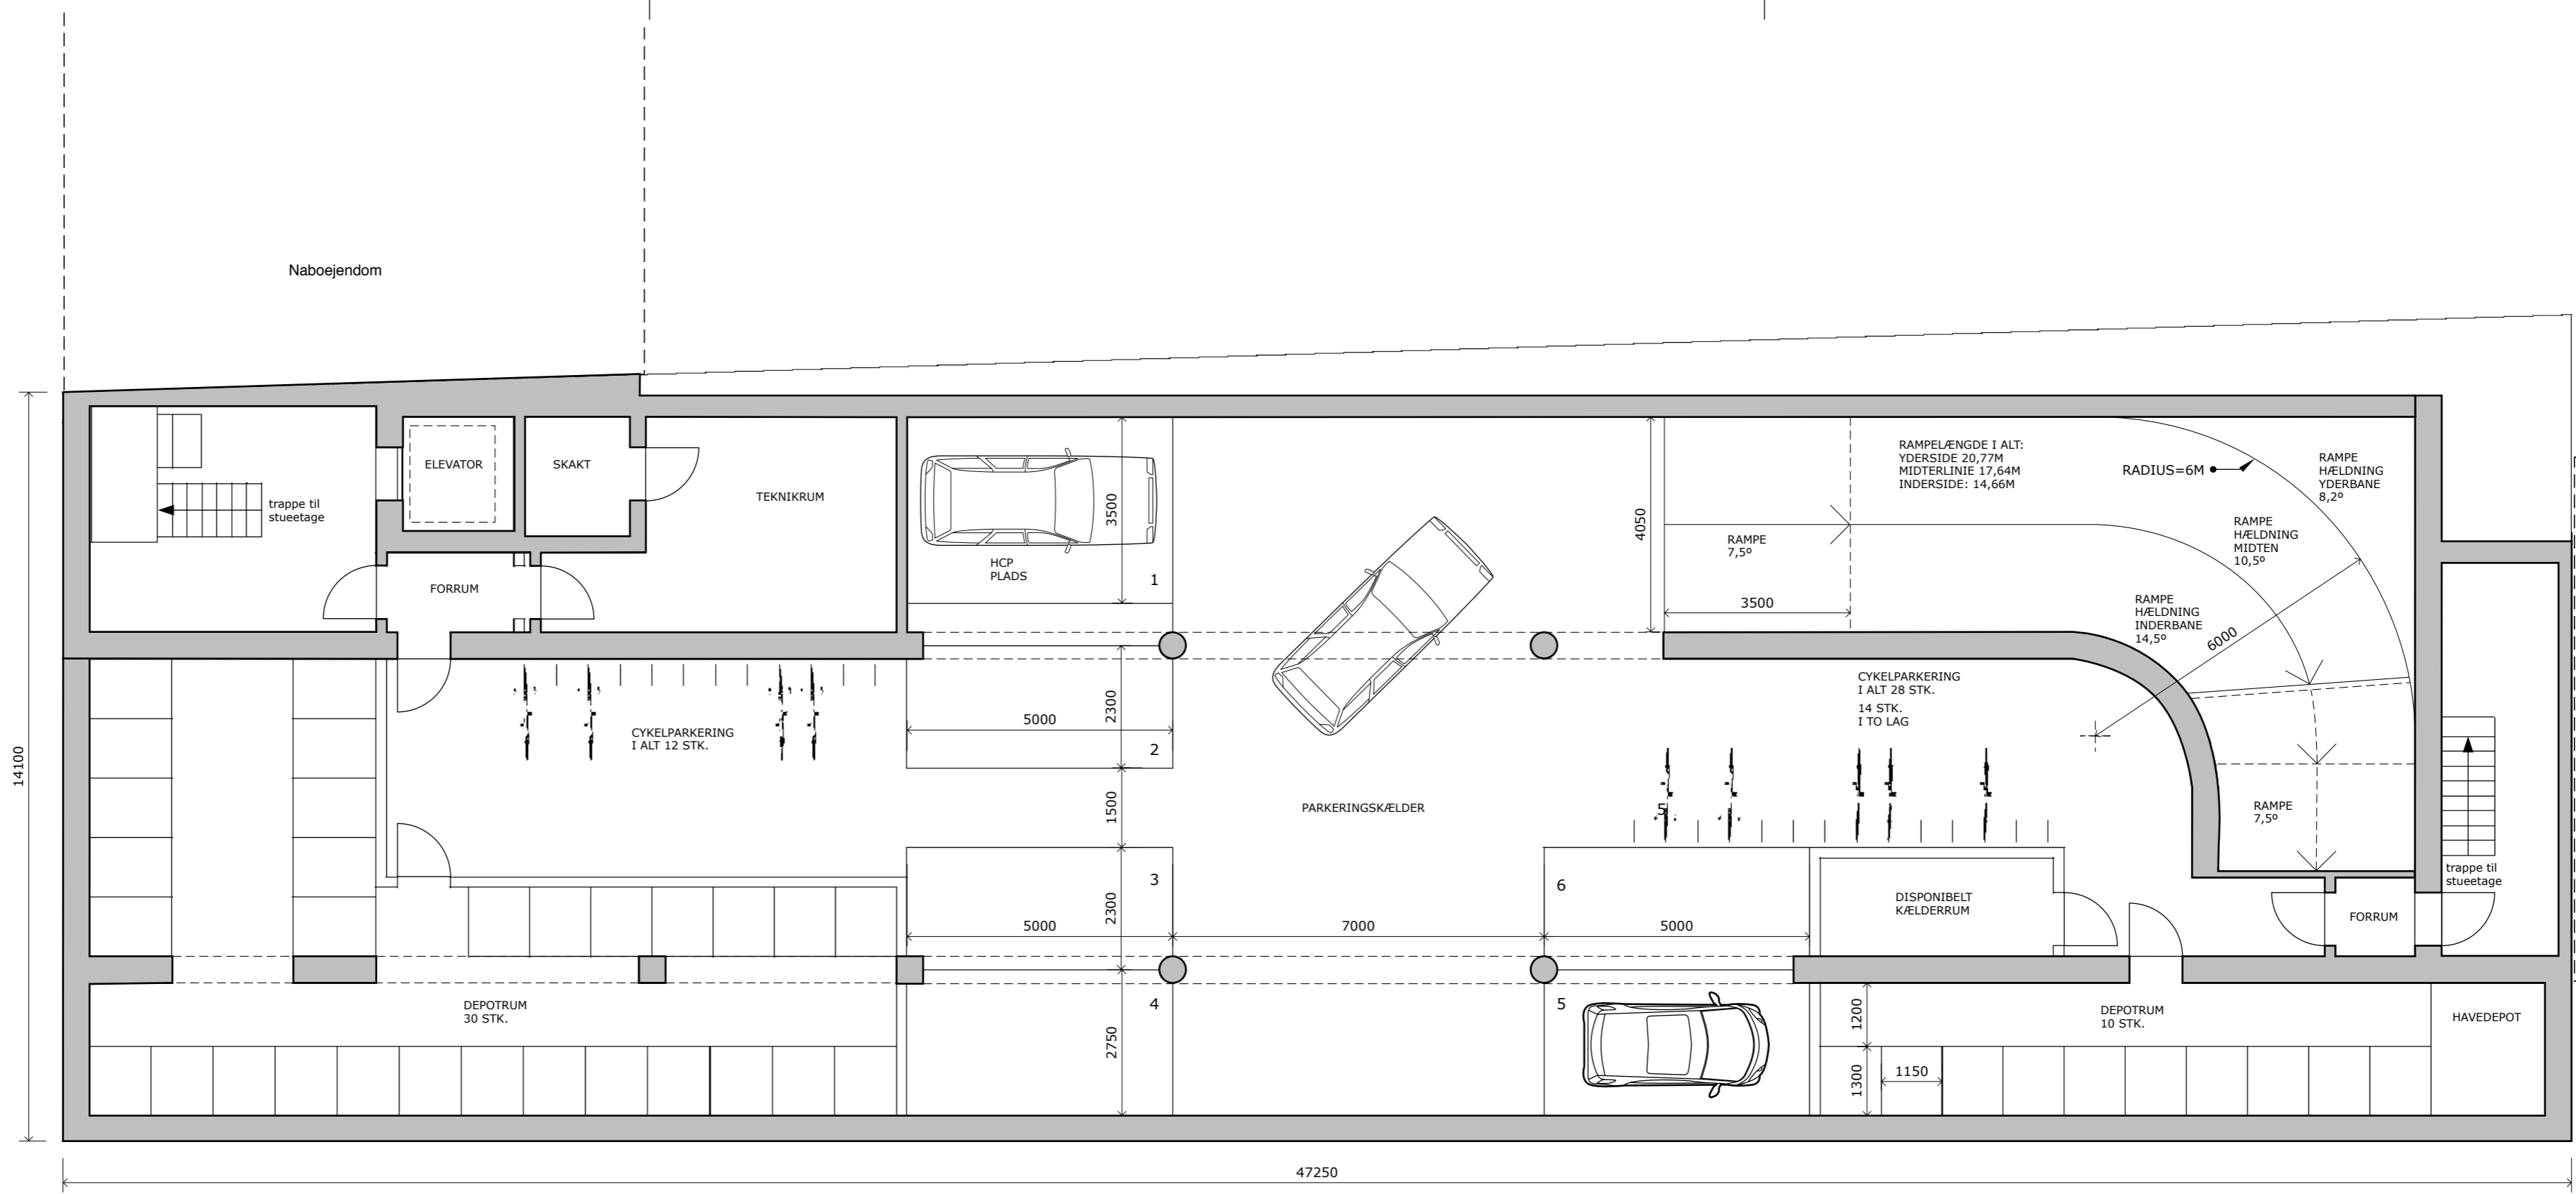 Naboejendom
ELEVATOR
SKAKT
trappe til
stueetage
TEKNIKRUM
FORRUM
HCP
PLADS
1
3500
4050
RAMPE
7,5º
3500
RAMPELÆNGDE I ALT:
YDERSIDE 20,77M
MIDTERLINIE 17,64M
INDERSIDE: 14,66M
RADIUS=6M
RAMPE
HÆLDNING
YDERBANE
8,2º
RAMPE
HÆLDNING
MIDTEN
10,5º
RAMPE
HÆLDNING
INDERBANE
14,5º
6000
14100
CYKELPARKERING
I ALT 12 STK.
2300
5000
2
1500
PARKERINGSKÆLDER
CYKELPARKERING
I ALT 28 STK.
14 STK.
I TO LAG
5
RAMPE
7,5º
trappe til
stueetage
3
2300
5000
7000
6
5000
DISPONIBELT
KÆLDERRUM
FORRUM
DEPOTRUM
30 STK.
4
2750
5
1200
1300
1150
DEPOTRUM
10 STK.
HAVEDEPOT
47250